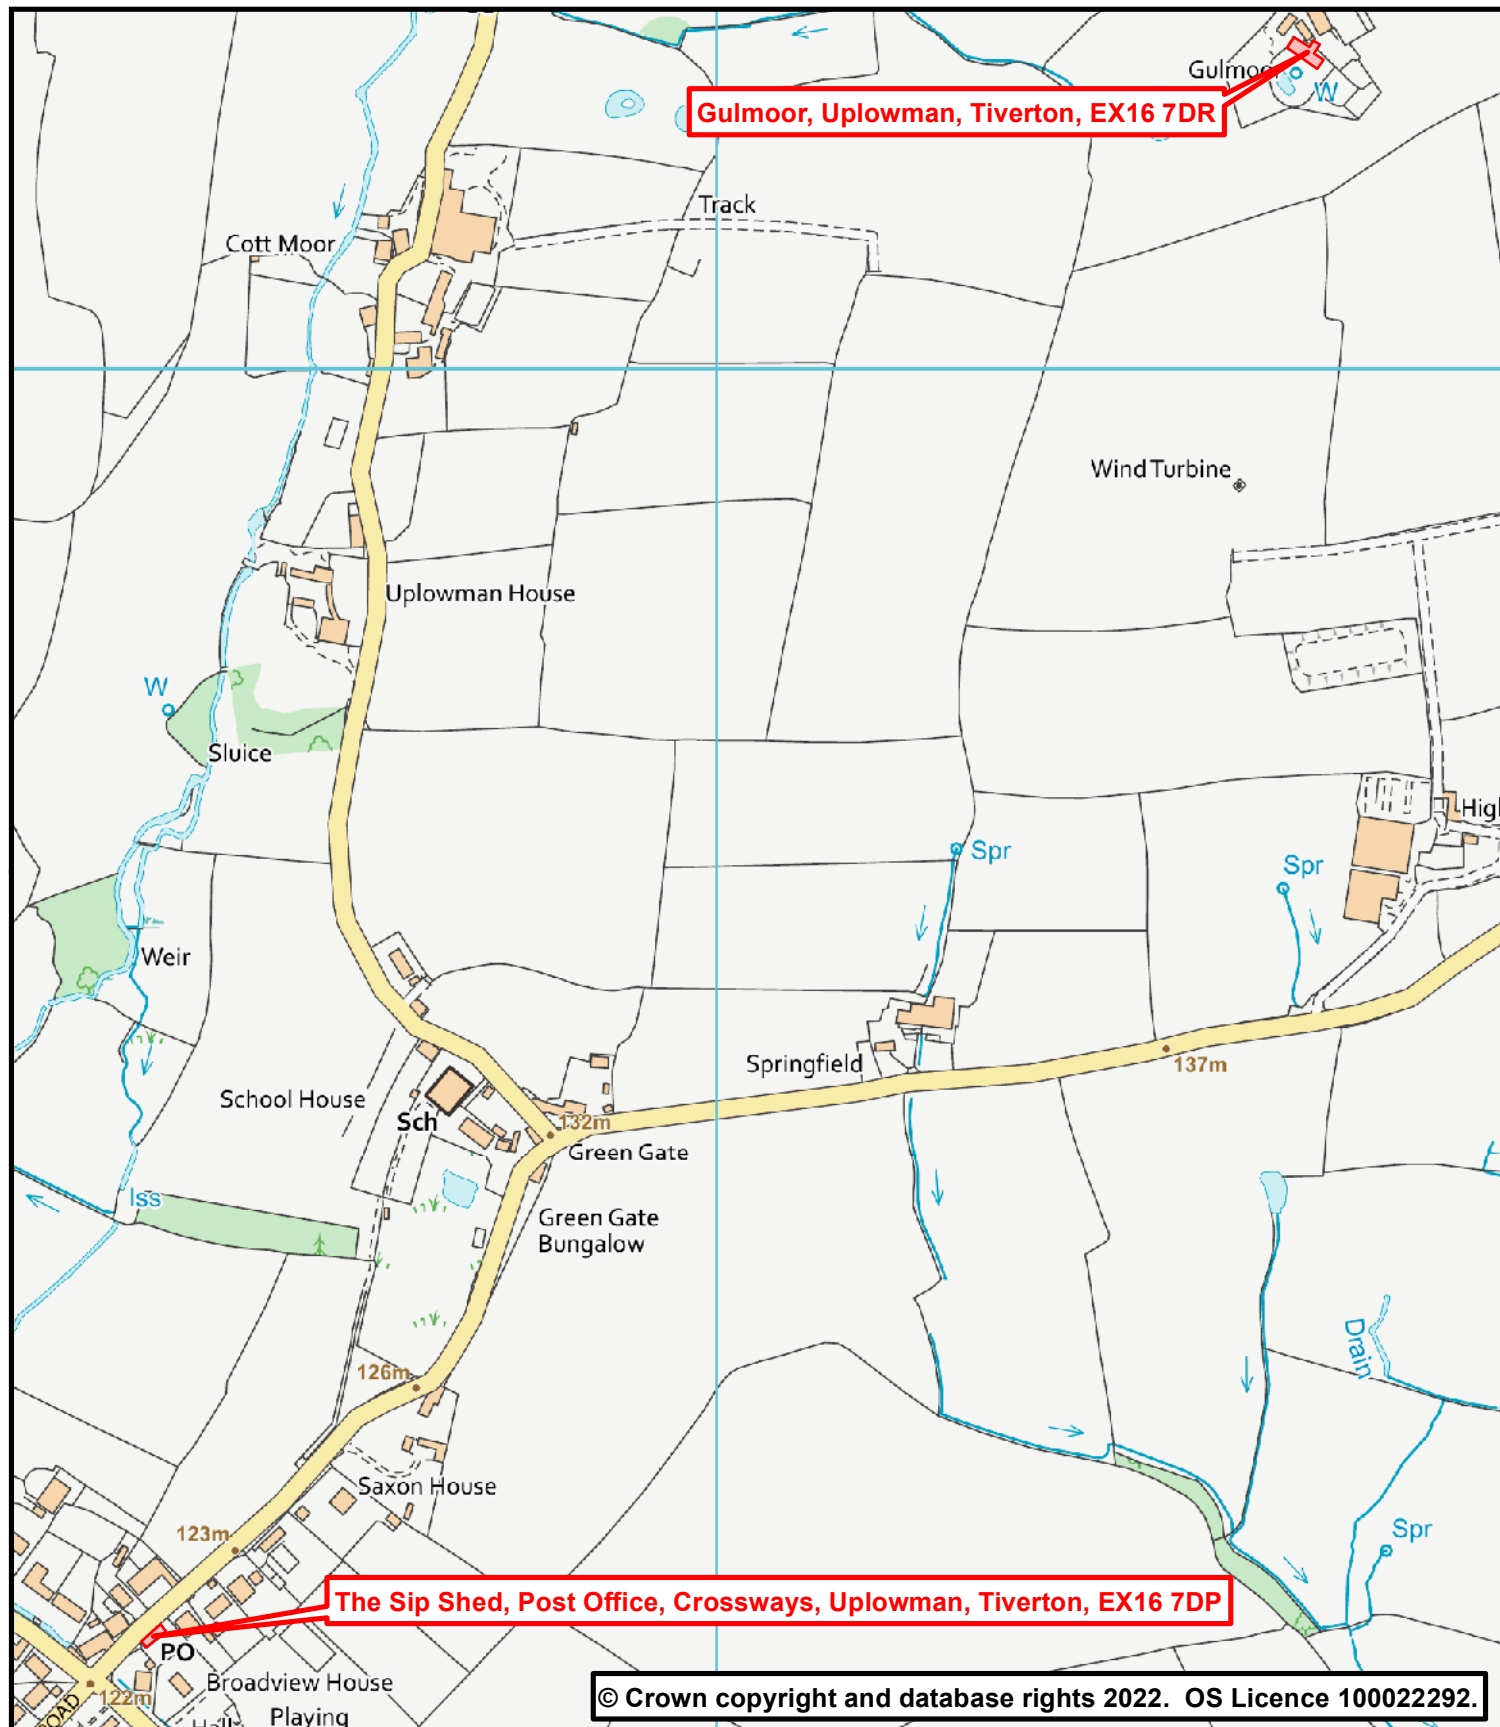 Gulmoor
W
Gulmoor, Uplowman, Tiverton, EX16 7DR
Track
Cott Moor
Wind Turbine
Uplowman House
W
Sluice
High
Spr
Spr
Weir
Springfield
137m
School House
Sch
132m
Green Gate
Iss
Green Gate
Bungalow
Drain
126m
Saxon House
123m
Spr
The Sip Shed, Post Office, Crossways, Uplowman, Tiverton, EX16 7DP
PO
Broadview House
122m
Playing
Hall
© Crown copyright and database rights 2022. OS Licence 100022292.